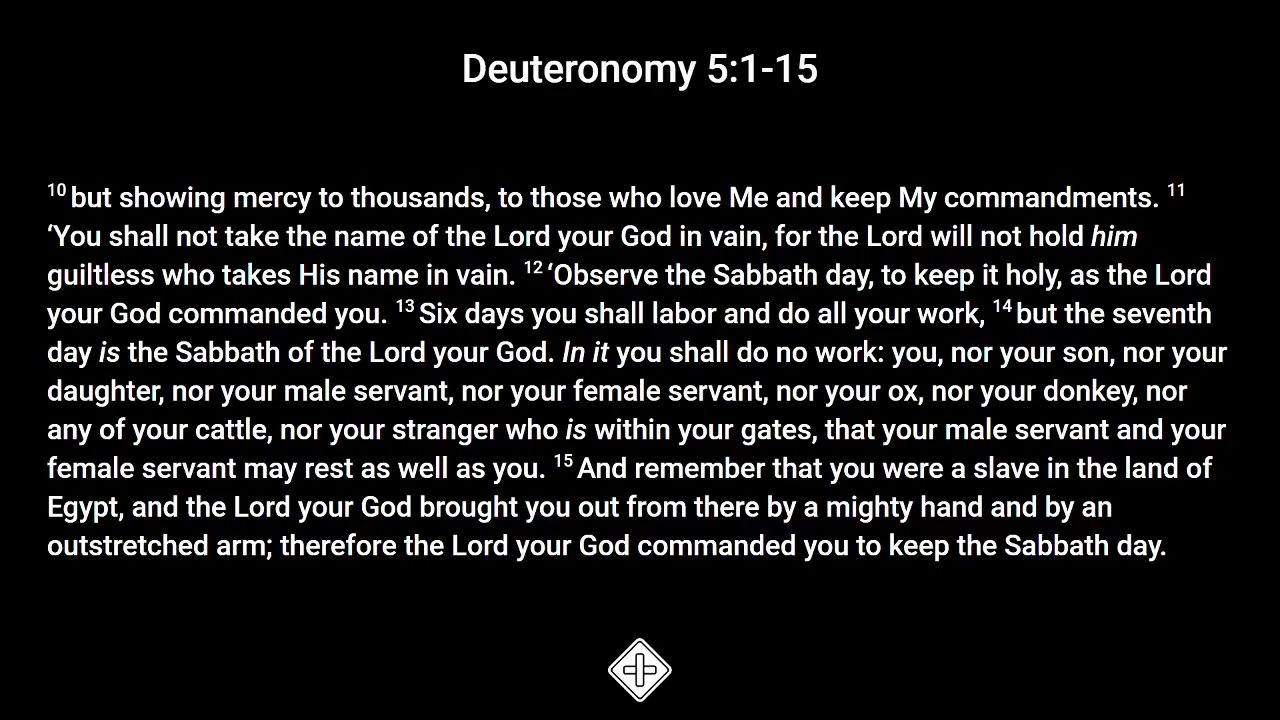 Deuteronomy 5:1-15
10 but showing mercy to thousands, to those who love Me and keep My commandments. 11
‘You shall not take the name of the Lord your God in vain, for the Lord will not hold him
guiltless who takes His name in vain. 12 ‘Observe the Sabbath day, to keep it holy, as the Lord
your God commanded you. 13 Six days you shall labor and do all your work, 14 but the seventh
day is the Sabbath of the Lord your God. In it you shall do no work: you, nor your son, nor your
daughter, nor your male servant, nor your female servant, nor your ox, nor your donkey, nor
any of your cattle, nor your stranger who is within your gates, that your male servant and your
female servant may rest as well as you. 15 And remember that you were a slave in the land of
Egypt, and the Lord your God brought you out from there by a mighty hand and by an
outstretched arm; therefore the Lord your God commanded you to keep the Sabbath day.